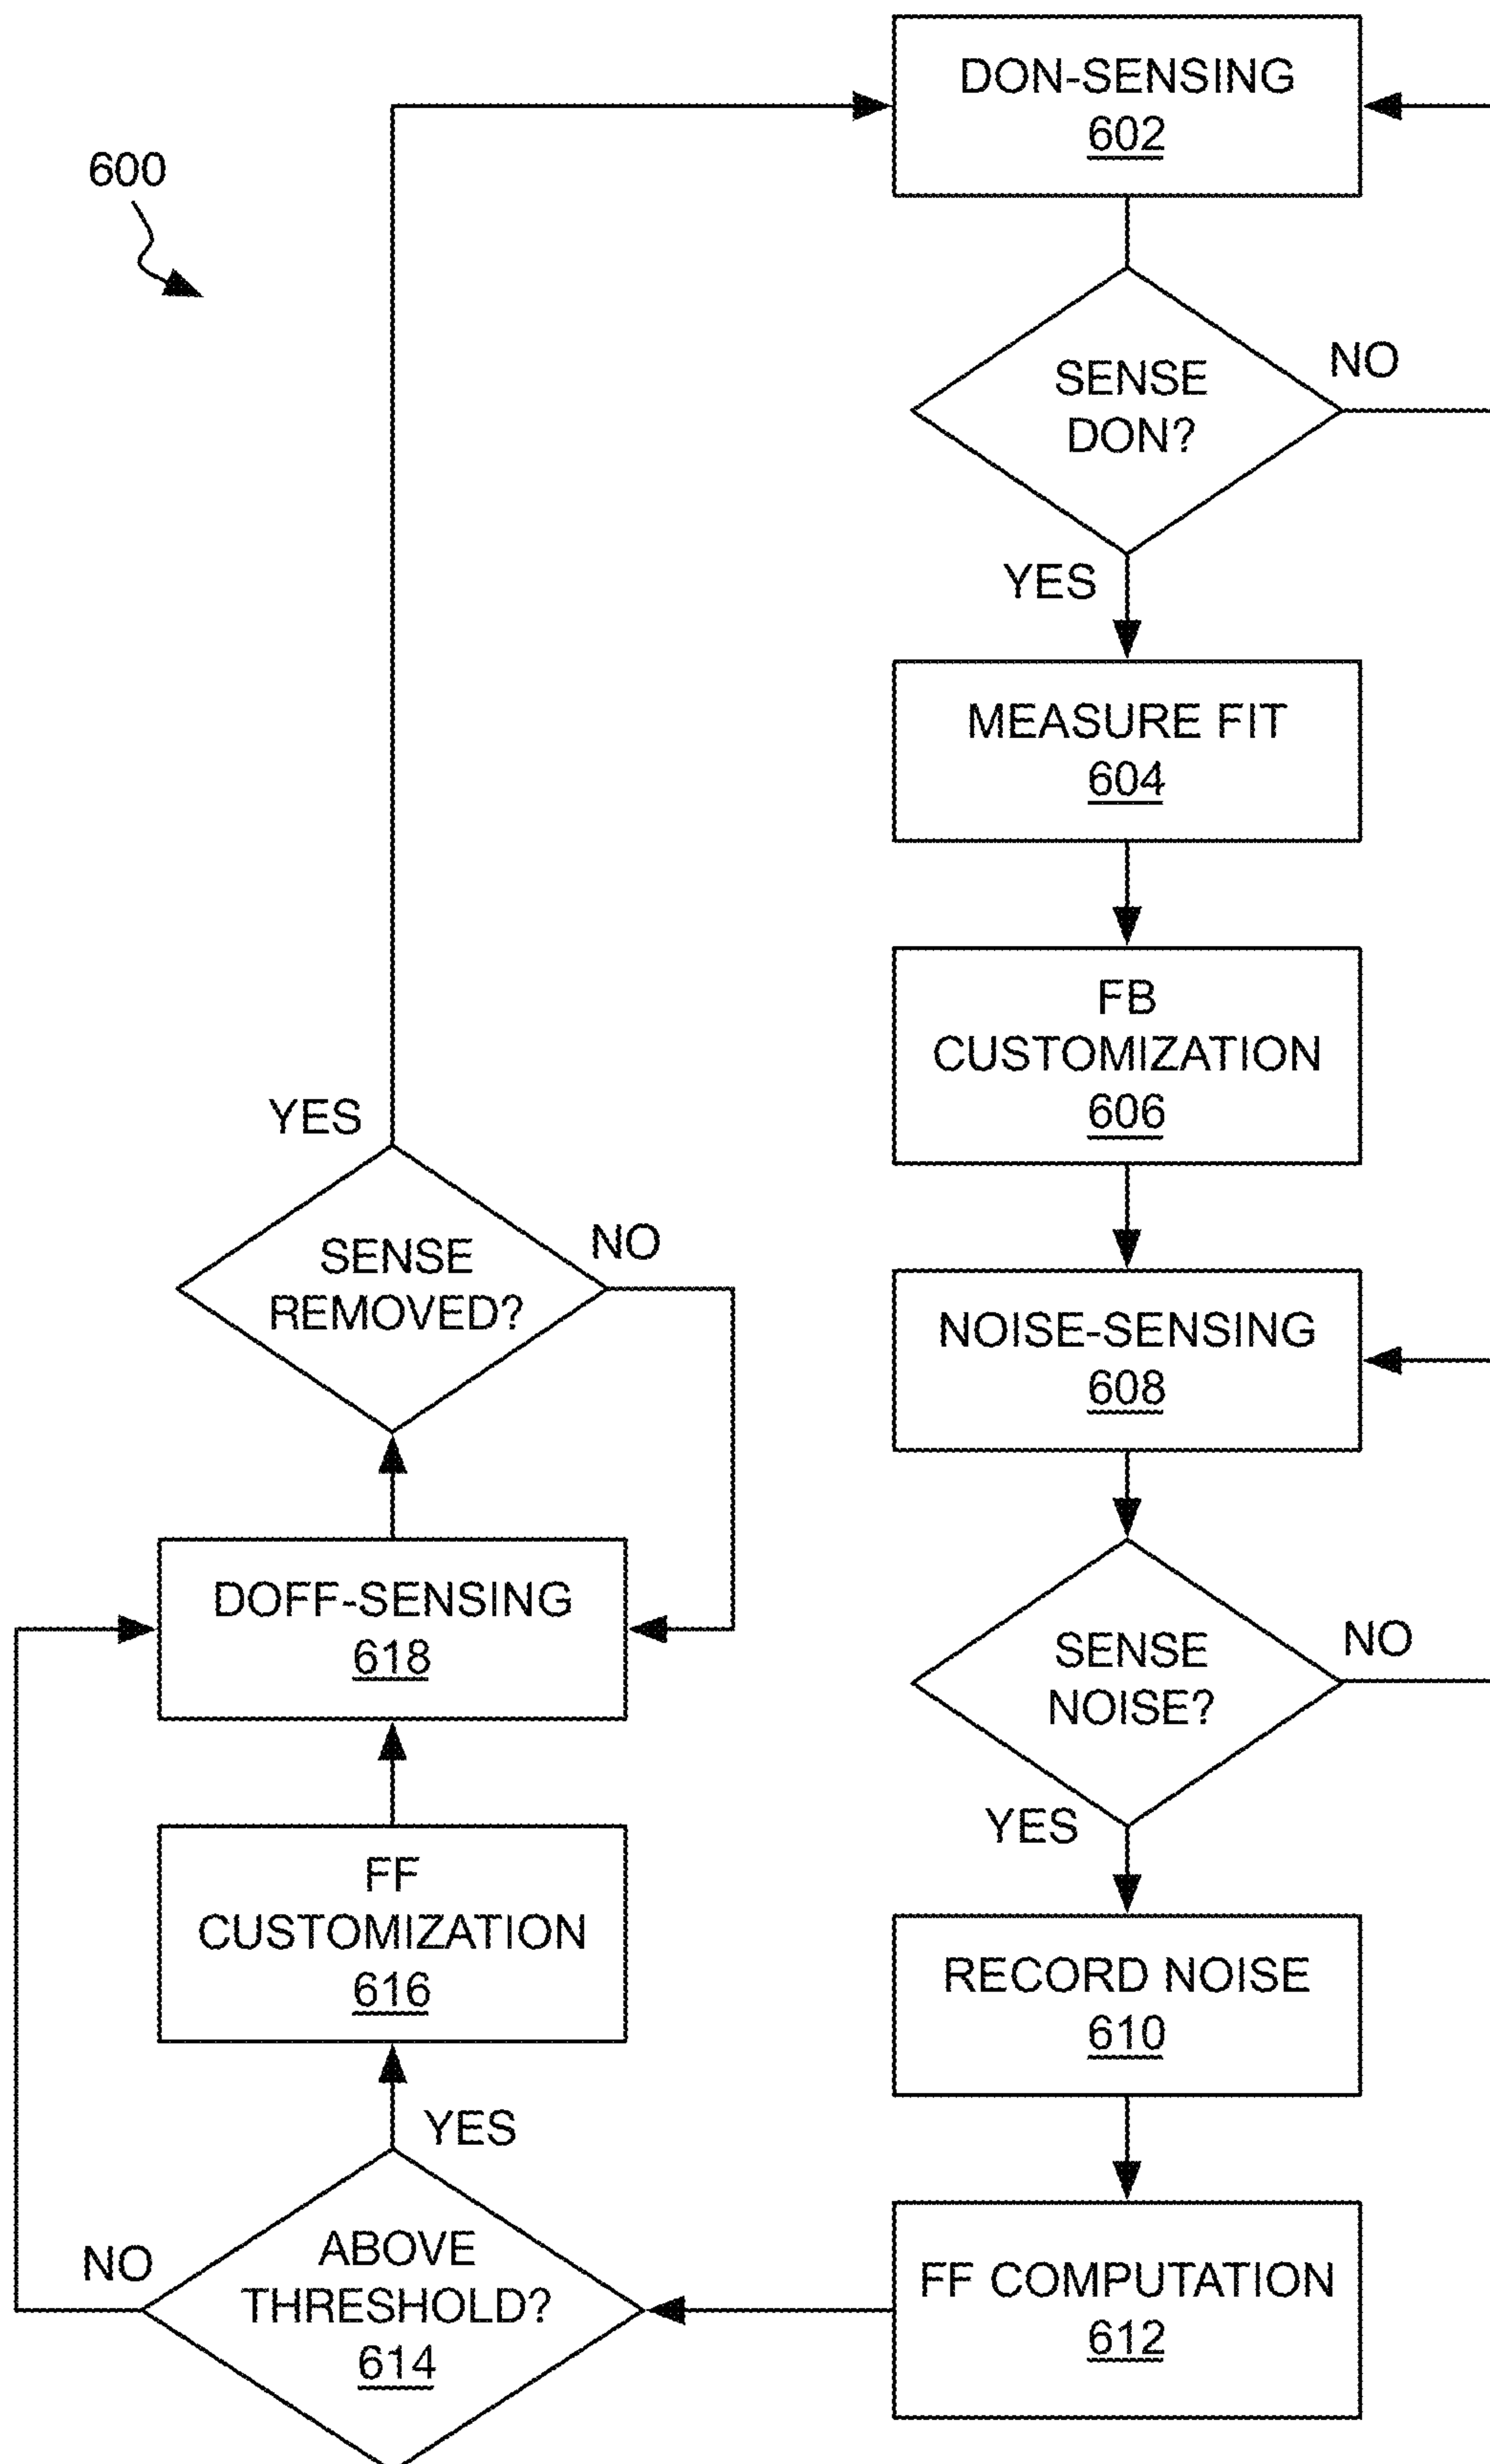 600
DON-SENSING
602
SENSE
DON?
NO
YES
MEASURE FIT
604
FB
CUSTOMIZATION
606
NOISE-SENSING
608
SENSE
NOISE?
NO
YES
RECORD NOISE
610
FF COMPUTATION
612
ABOVE
THRESHOLD?
614
NO
YES
FF
CUSTOMIZATION
616
DOFF-SENSING
618
SENSE
REMOVED?
NO
YES